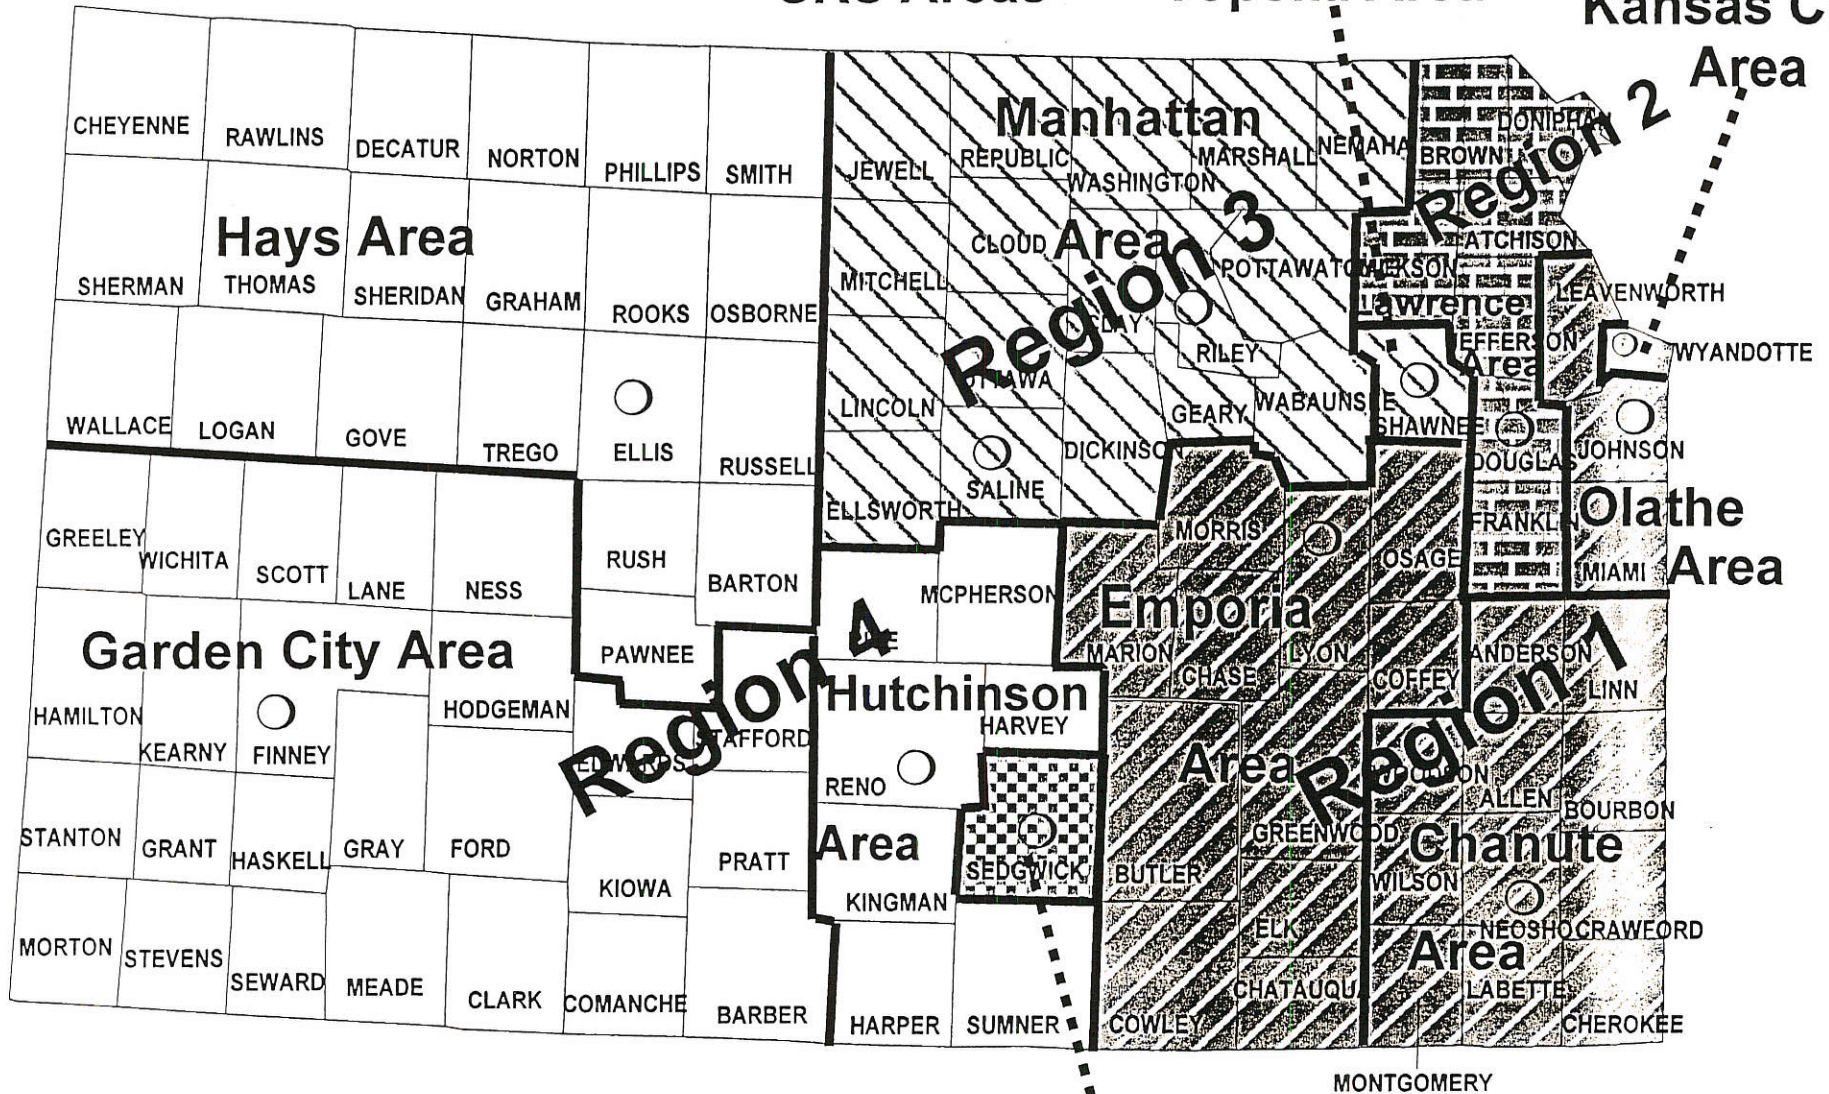 SRS Areas
Topeka Area
Kansas C
Area
Region 2
CHEYENNE
RAWLINS
DECATUR
NORTON
PHILLIPS
SMITH
JEWELL
Manhattan
REPUBLIC
WASHINGTON
MARSHALL
NEMAHA
BROWN
DONIPHAN
Hays Area
SHERMAN
THOMAS
SHERIDAN
GRAHAM
ROOKS
OSBORNE
MITCHELL
CLOUD
Area
Region 3
POTTAWATO
JACKSON
ATCHISON
Lawrence
LEAVENWORTH
CLAY
RILEY
JEFFERSON
Area
WYANDOTTE
WALLACE
LOGAN
GOVE
TREGO
ELLIS
RUSSELL
LINCOLN
OTTAWA
DICKINSON
GEARY
WABAUNSEE
SHAWNEE
DOUGLAS
JOHNSON
ELLSWORTH
SALINE
GREELEY
WICHITA
SCOTT
LANE
NESS
RUSH
BARTON
MCPHERSON
MORRIS
OSAGE
FRANKLIN
Olathe
MIAMI
Area
Garden City Area
PAWNEE
Region 4
Emporia
MARION
CHASE
LYON
COFFEY
ANDERSON
LINN
Region 1
HAMILTON
KEARNY
FINNEY
HODGEMAN
EDWARDS
STAFFORD
Hutchinson
HARVEY
RENO
Area
WOODSON
ALLEN
BOURBON
STANTON
GRANT
HASKELL
GRAY
FORD
KIOWA
PRATT
Area
KINGMAN
SEDGWICK
BUTLER
GREENWOOD
Chanute
WILSON
NEOSHO
CRAWFORD
Area
MORTON
STEVENS
SEWARD
MEADE
CLARK
COMANCHE
BARBER
HARPER
SUMNER
COWLEY
ELK
CHATAUQUA
LABETTE
CHEROKEE
MONTGOMERY